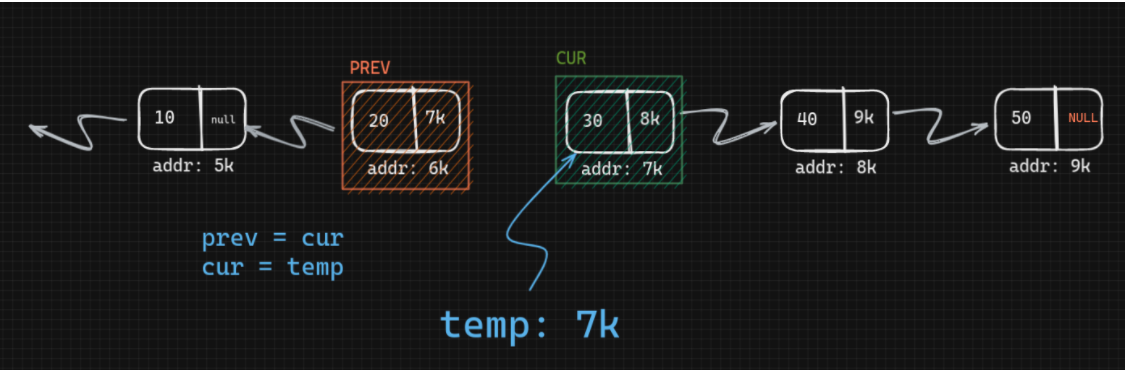 PREV
CUR
10 null
20 7k
30 8k
40 9k
50 NULL
addr: 5k
addr: 6k
addr: 7k
addr: 8k
addr: 9k
prev = cur
cur = temp
temp: 7k